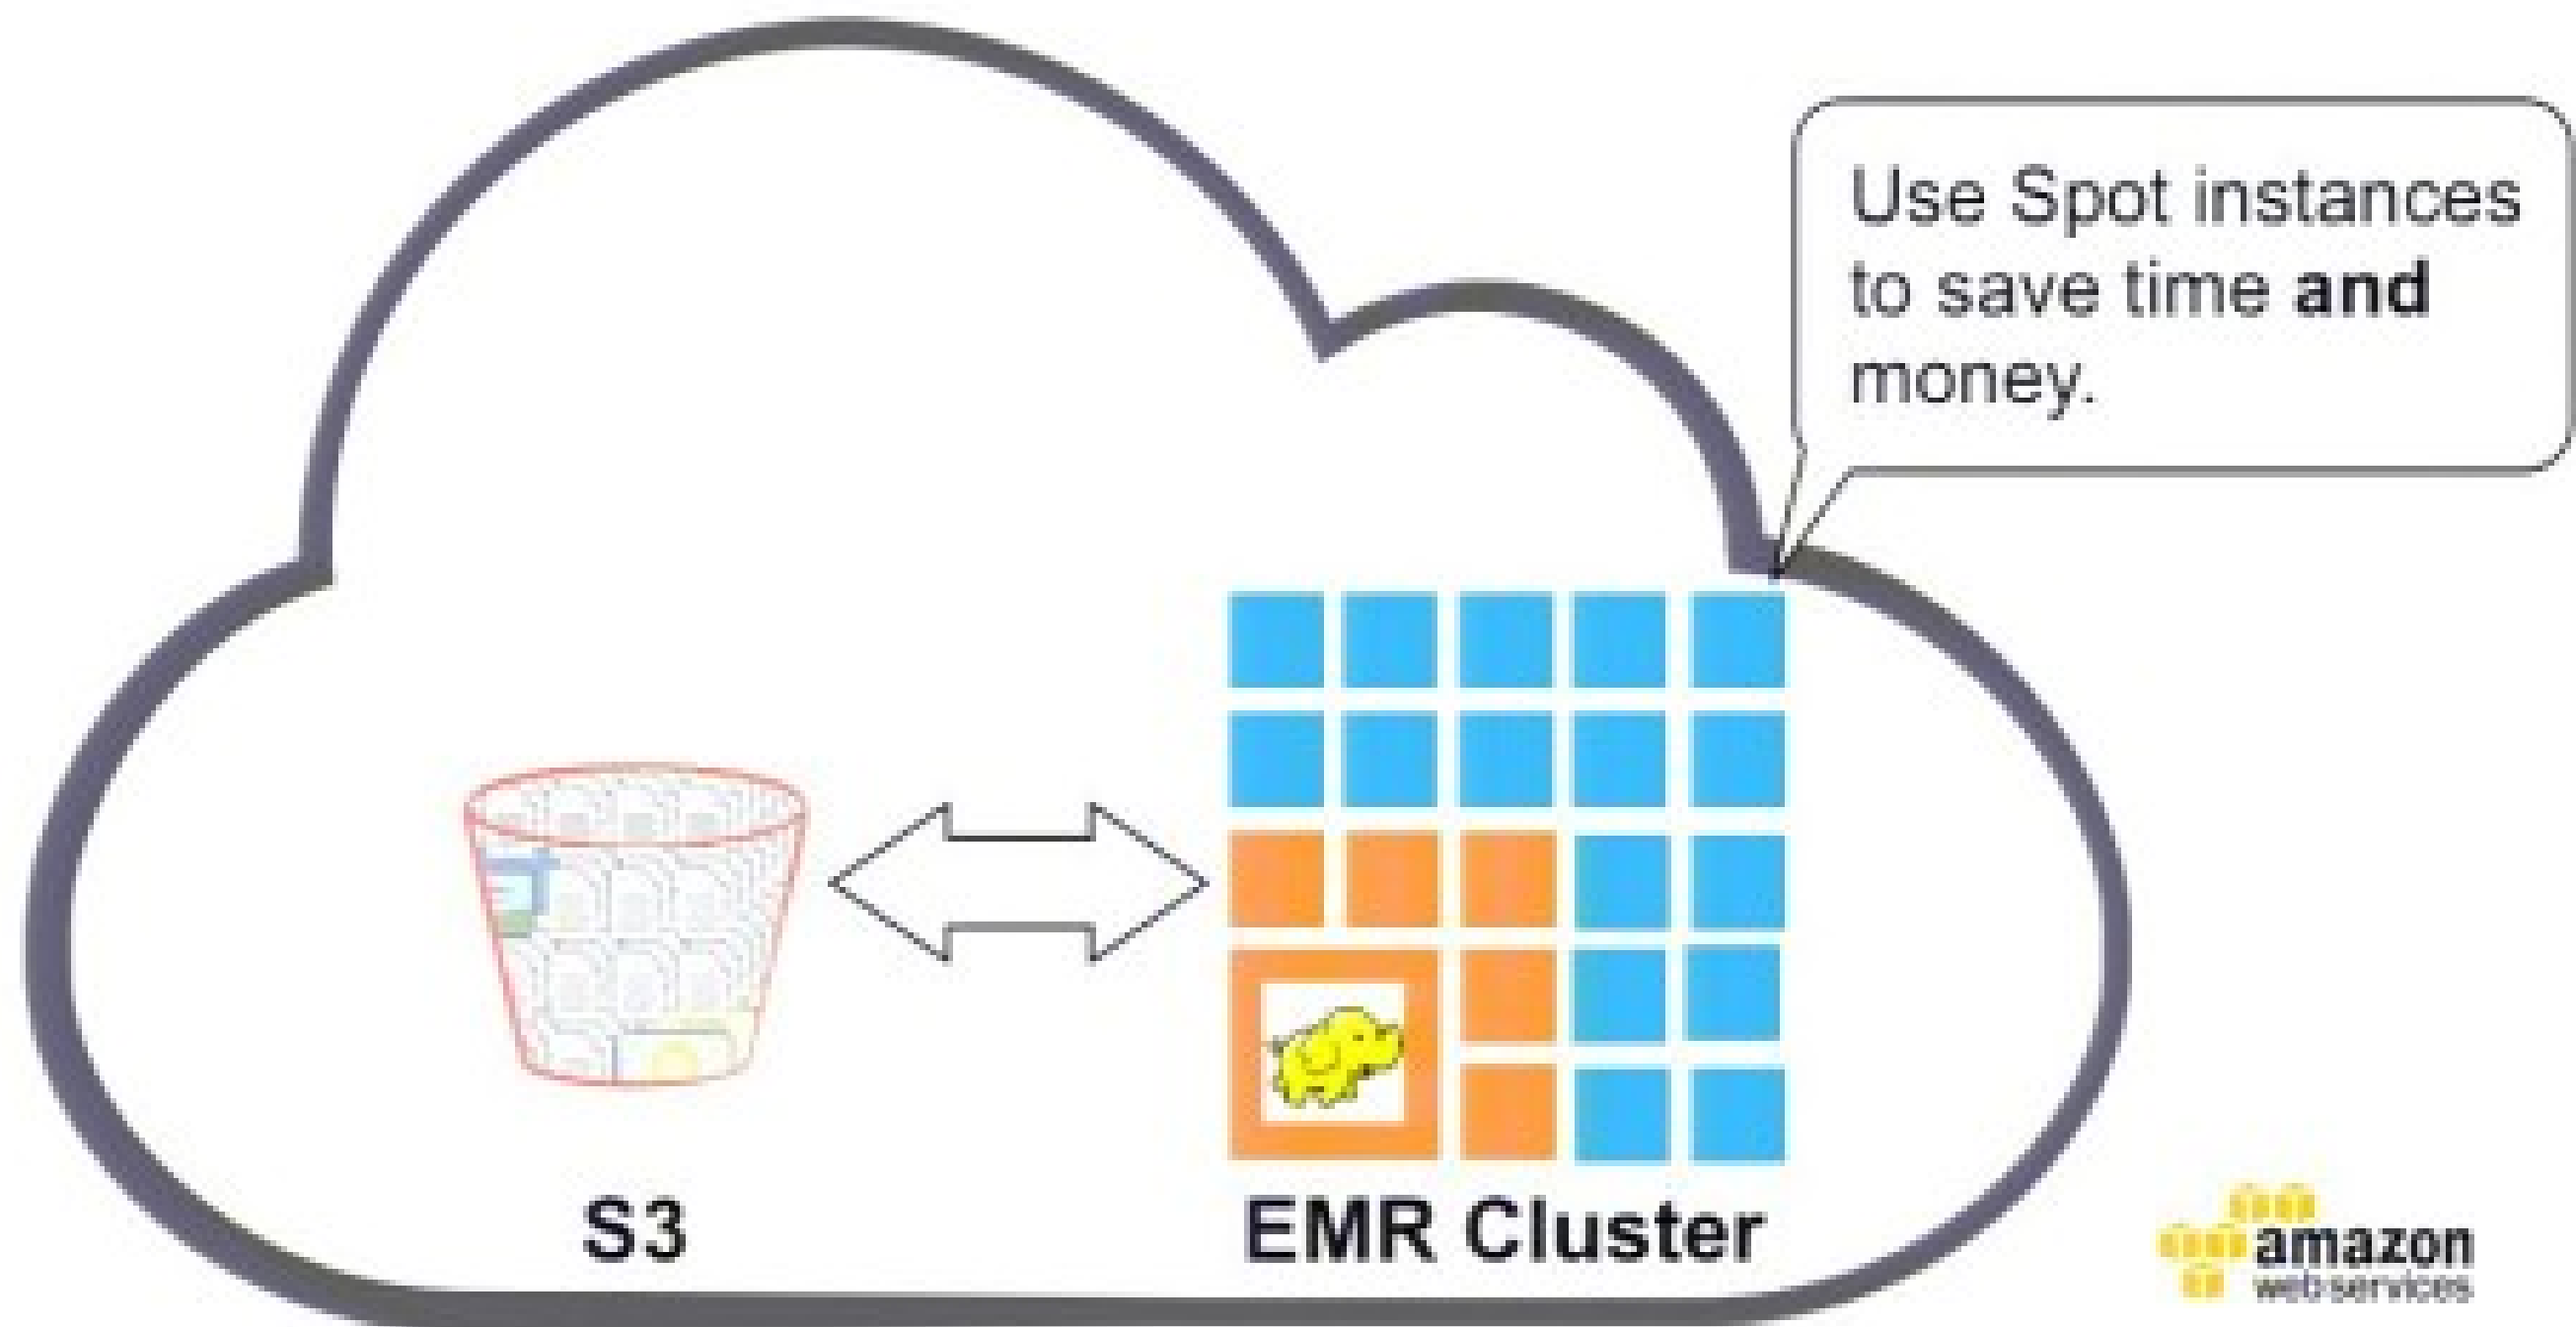 Use Spot instances
to save time and
money.
S3
EMR Cluster
amazon
web services